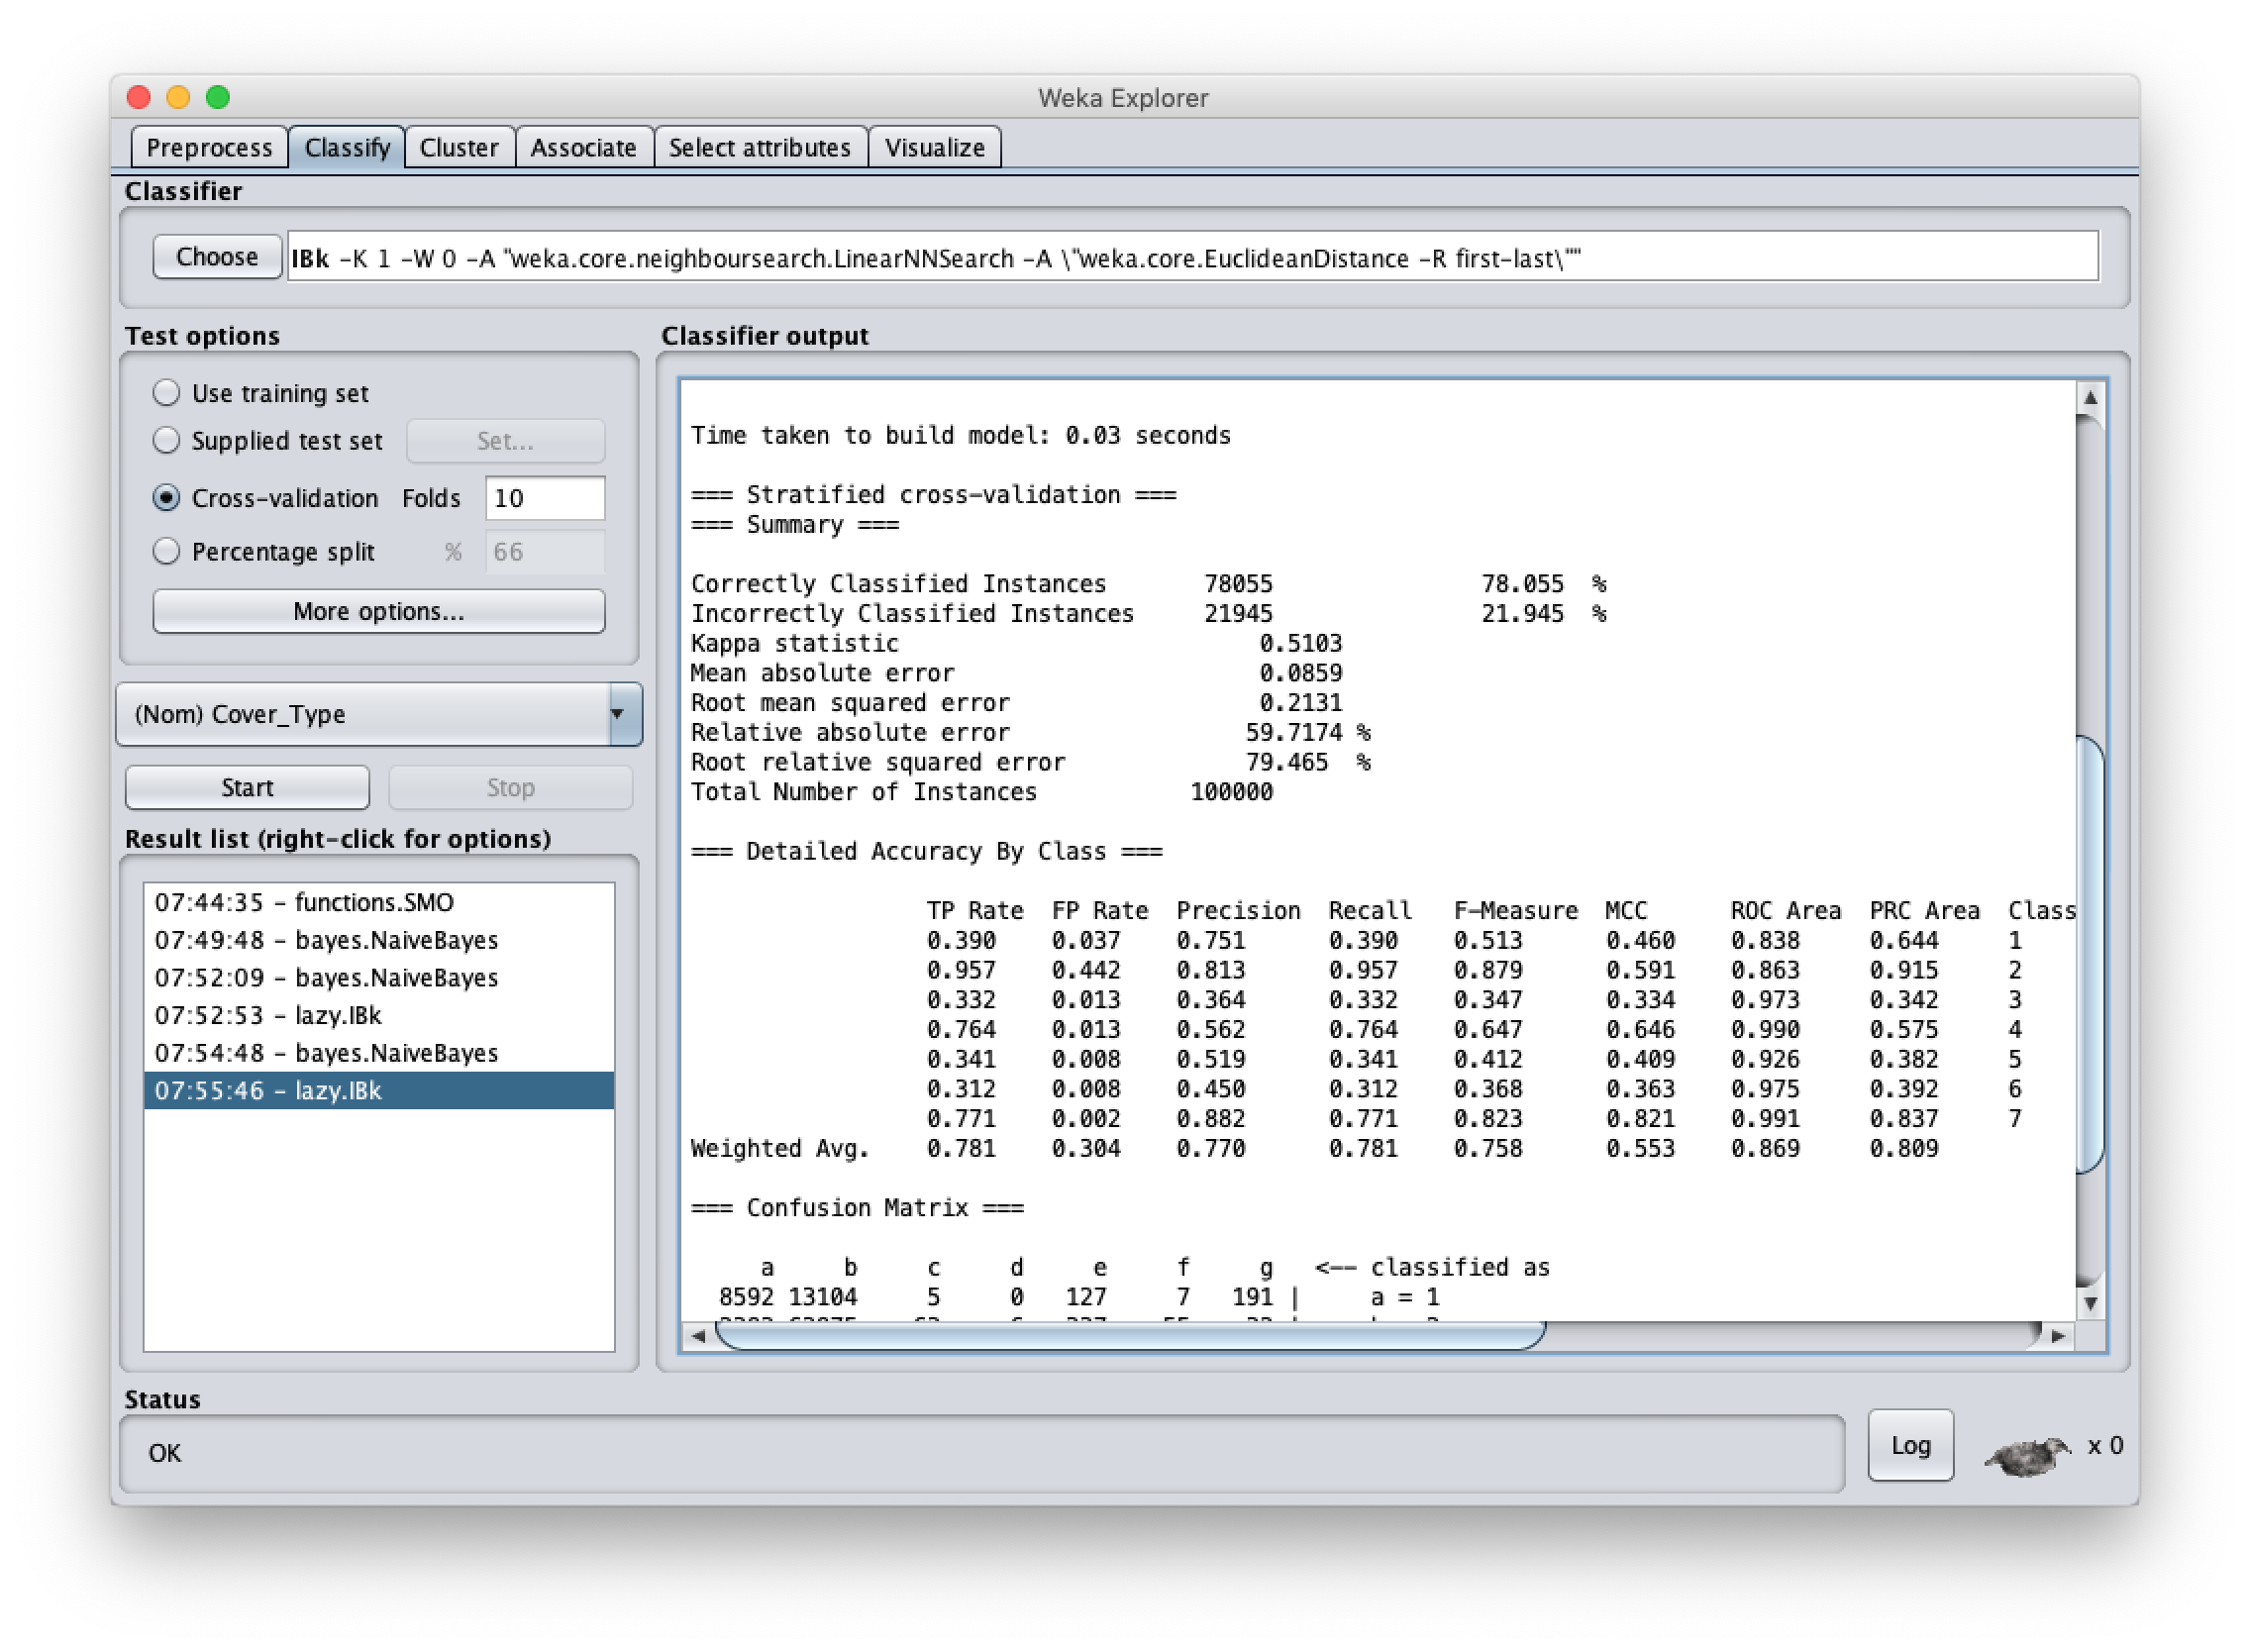 Weka Explorer
Preprocess Classify Cluster Associate Select attributes Visualize
Classifier
Choose IBk -K 1 -W 0 -A "weka.core.neighboursearch.LinearNNSearch -A \"weka.core.EuclideanDistance -R first-last\""
Test options
Use training set
Supplied test set Set...
Cross-validation Folds 10
Percentage split % 66
More options...
(Nom) Cover_Type
Start Stop
Result list (right-click for options)
07:44:35 - functions.SMO
07:49:48 - bayes.NaiveBayes
07:52:09 - bayes.NaiveBayes
07:52:53 - lazy.IBk
07:54:48 - bayes.NaiveBayes
07:55:46 - lazy.IBk
Classifier output
Time taken to build model: 0.03 seconds
=== Stratified cross-validation ===
=== Summary ===
Correctly Classified Instances 78055 78.055 %
Incorrectly Classified Instances 21945 21.945 %
Kappa statistic 0.5103
Mean absolute error 0.0859
Root mean squared error 0.2131
Relative absolute error 59.7174 %
Root relative squared error 79.465 %
Total Number of Instances 100000
=== Detailed Accuracy By Class ===
TP Rate FP Rate Precision Recall F-Measure MCC ROC Area PRC Area Class
0.390 0.037 0.751 0.390 0.513 0.460 0.838 0.644 1
0.957 0.442 0.813 0.957 0.879 0.591 0.863 0.915 2
0.332 0.013 0.364 0.332 0.347 0.334 0.973 0.342 3
0.764 0.013 0.562 0.764 0.647 0.646 0.990 0.575 4
0.341 0.008 0.519 0.341 0.412 0.409 0.926 0.382 5
0.312 0.008 0.450 0.312 0.368 0.363 0.975 0.392 6
0.771 0.002 0.882 0.771 0.823 0.821 0.991 0.837 7
Weighted Avg. 0.781 0.304 0.770 0.781 0.758 0.553 0.869 0.809
=== Confusion Matrix ===
a b c d e f g <-- classified as
8592 13104 5 0 127 7 191 | a = 1
Status
OK
Log x 0